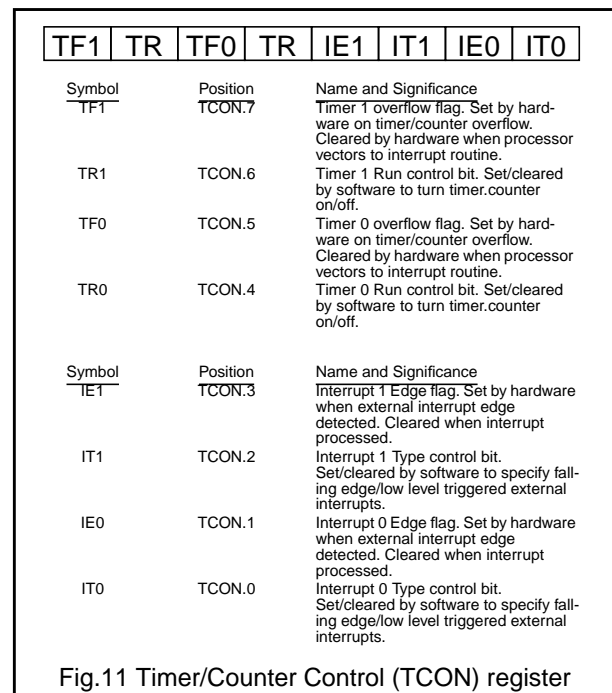 TF1 TR TF0 TR IE1 IT1 IE0 IT0
Symbol Position Name and Significance
TF1 TCON.7 Timer 1 overflow flag. Set by hard-
ware on timer/counter overflow.
Cleared by hardware when processor
vectors to interrupt routine.
TR1 TCON.6 Timer 1 Run control bit. Set/cleared
by software to turn timer.counter
on/off.
TF0 TCON.5 Timer 0 overflow flag. Set by hard-
ware on timer/counter overflow.
Cleared by hardware when processor
vectors to interrupt routine.
TR0 TCON.4 Timer 0 Run control bit. Set/cleared
by software to turn timer.counter
on/off.
Symbol Position Name and Significance
IE1 TCON.3 Interrupt 1 Edge flag. Set by hardware
when external interrupt edge
detected. Cleared when interrupt
processed.
IT1 TCON.2 Interrupt 1 Type control bit.
Set/cleared by software to specify fall-
ing edge/low level triggered external
interrupts.
IE0 TCON.1 Interrupt 0 Edge flag. Set by hardware
when external interrupt edge
detected. Cleared when interrupt
processed.
IT0 TCON.0 Interrupt 0 Type control bit.
Set/cleared by software to specify fall-
ing edge/low level triggered external
interrupts.
Fig.11 Timer/Counter Control (TCON) register